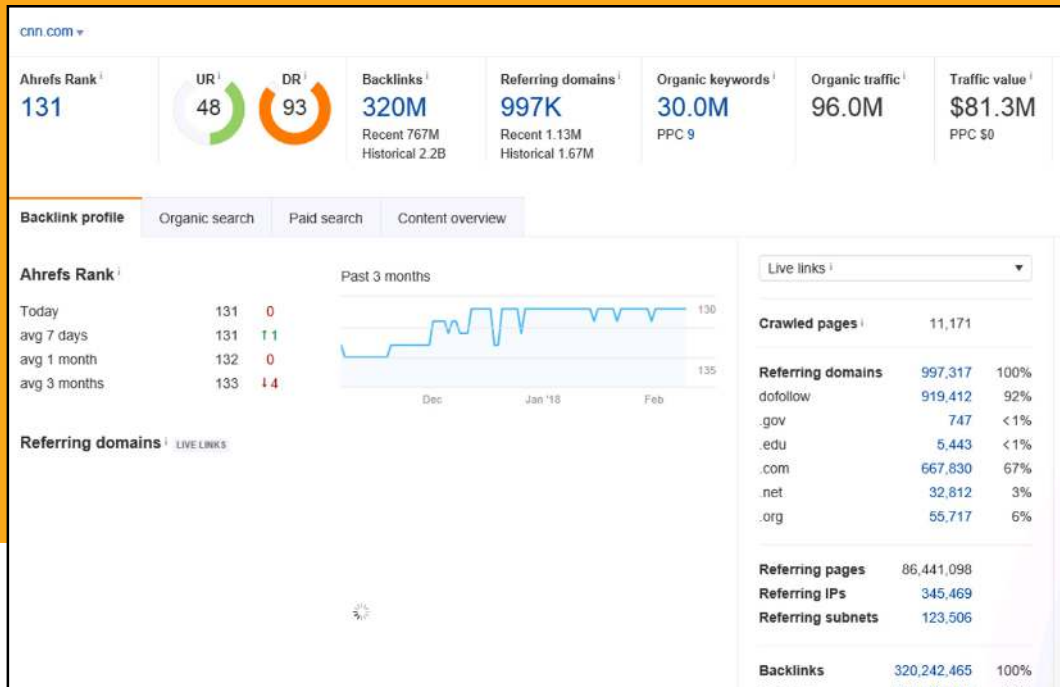 cnn.com
Ahrefs Rank i
131
UR i
48
DR i
93
Backlinks i
320M
Recent 767M
Historical 2.2B
Referring domains i
997K
Recent 1.13M
Historical 1.67M
Organic keywords i
30.0M
PPC 9
Organic traffic i
96.0M
Traffic value i
$81.3M
PPC $0
Backlink profile Organic search Paid search Content overview
Ahrefs Rank i
Today 131 0
avg 7 days 131 ↑1
avg 1 month 132 0
avg 3 months 133 ↓4
Past 3 months
130
135
Dec Jan '18 Feb
Referring domains i LIVE LINKS
Live links i
Crawled pages i 11,171
Referring domains 997,317 100%
dofollow 919,412 92%
.gov 747 <1%
.edu 5,443 <1%
.com 667,830 67%
.net 32,812 3%
.org 55,717 6%
Referring pages 86,441,098
Referring IPs 345,469
Referring subnets 123,506
Backlinks 320,242,465 100%